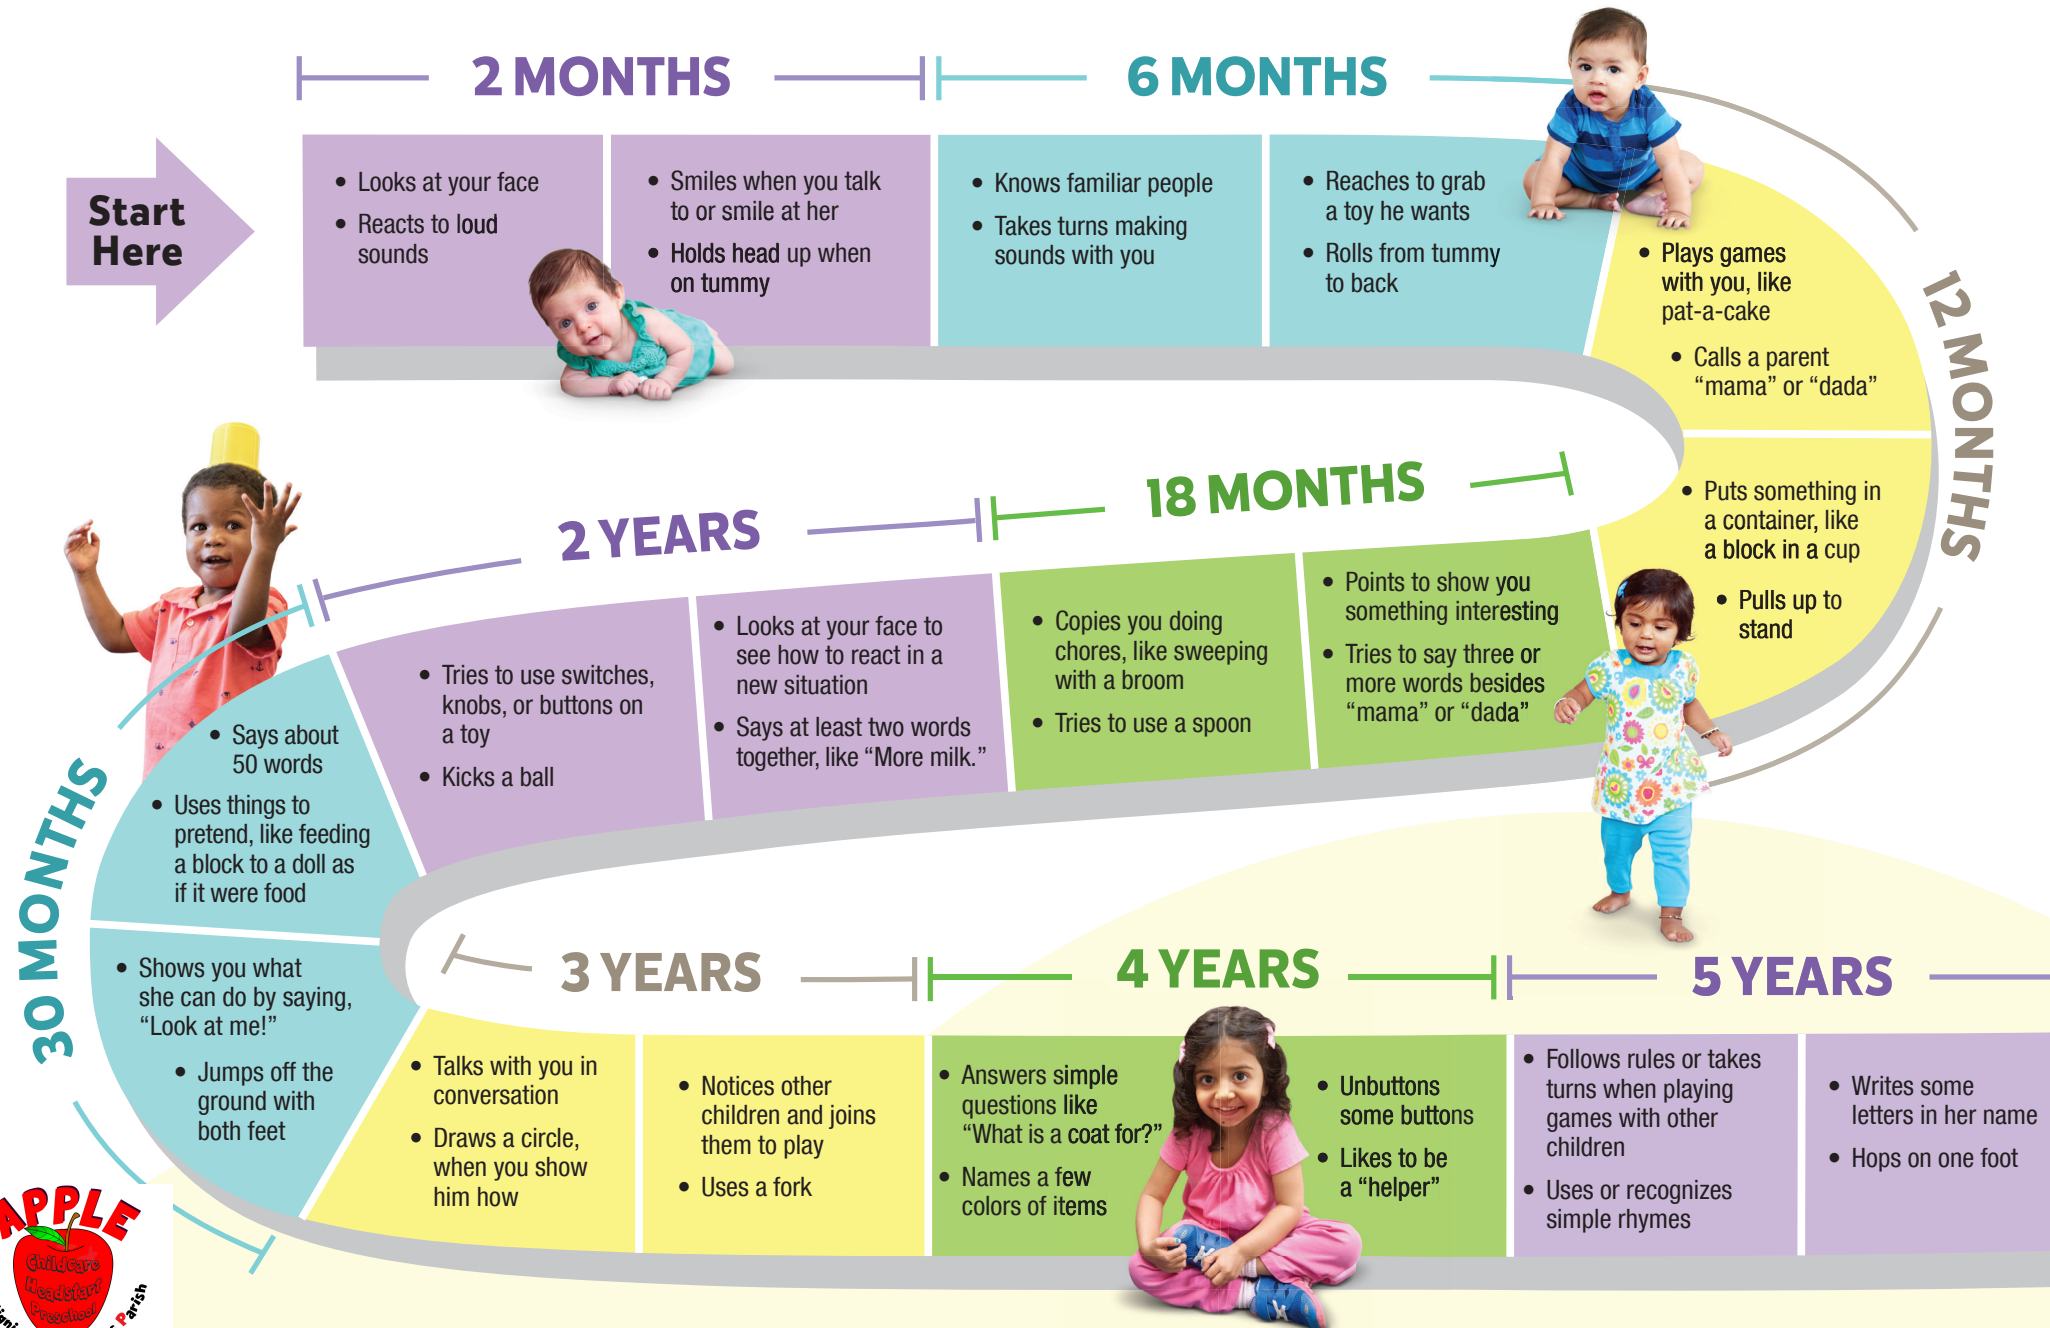 2 MONTHS
6 MONTHS
Start
Here
• Looks at your face
• Reacts to loud
sounds
• Smiles when you talk
to or smile at her
• Holds head up when
on tummy
• Knows familiar people
• Takes turns making
sounds with you
• Reaches to grab
a toy he wants
• Rolls from tummy
to back
12 MONTHS
• Plays games
with you, like
pat-a-cake
• Calls a parent
“mama” or “dada”
• Puts something in
a container, like
a block in a cup
• Pulls up to
stand
18 MONTHS
• Points to show you
something interesting
• Tries to say three or
more words besides
“mama” or “dada”
• Copies you doing
chores, like sweeping
with a broom
• Tries to use a spoon
2 YEARS
• Looks at your face to
see how to react in a
new situation
• Says at least two words
together, like “More milk.”
• Tries to use switches,
knobs, or buttons on
a toy
• Kicks a ball
30 MONTHS
• Says about
50 words
• Uses things to
pretend, like feeding
a block to a doll as
if it were food
• Shows you what
she can do by saying,
“Look at me!”
• Jumps off the
ground with
both feet
3 YEARS
• Talks with you in
conversation
• Draws a circle,
when you show
him how
• Notices other
children and joins
them to play
• Uses a fork
4 YEARS
• Answers simple
questions like
“What is a coat for?”
• Names a few
colors of items
• Unbuttons
some buttons
• Likes to be
a “helper”
5 YEARS
• Follows rules or takes
turns when playing
games with other
children
• Uses or recognizes
simple rhymes
• Writes some
letters in her name
• Hops on one foot
APPLE
Childcare
Headstart
Preschool
Parish